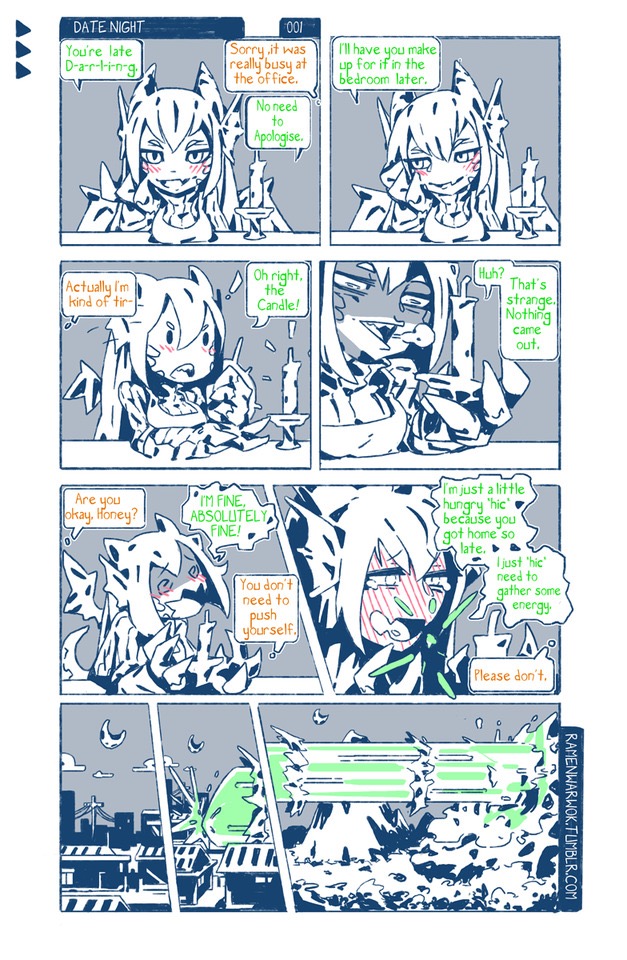 DATE NIGHT
001
You're late
D-a-r-l-i-n-g.
Sorry, it was
really busy at
the office.
No need
to
Apologise.
I'll have you make
up for it in the
bedroom later.
Actually I'm
kind of tir-
Oh right,
the
Candle!
Huh?
That's
strange.
Nothing
came
out.
Are you
okay, Honey?
I'M FINE,
ABSOLUTELY
FINE!
You don't
need to
push
yourself.
I'm just a little
hungry "hic"
because you
got home so
late.
I just "hic"
need to
gather some
energy.
Please don't.
RAMENWARWOK.TUMBLR.COM